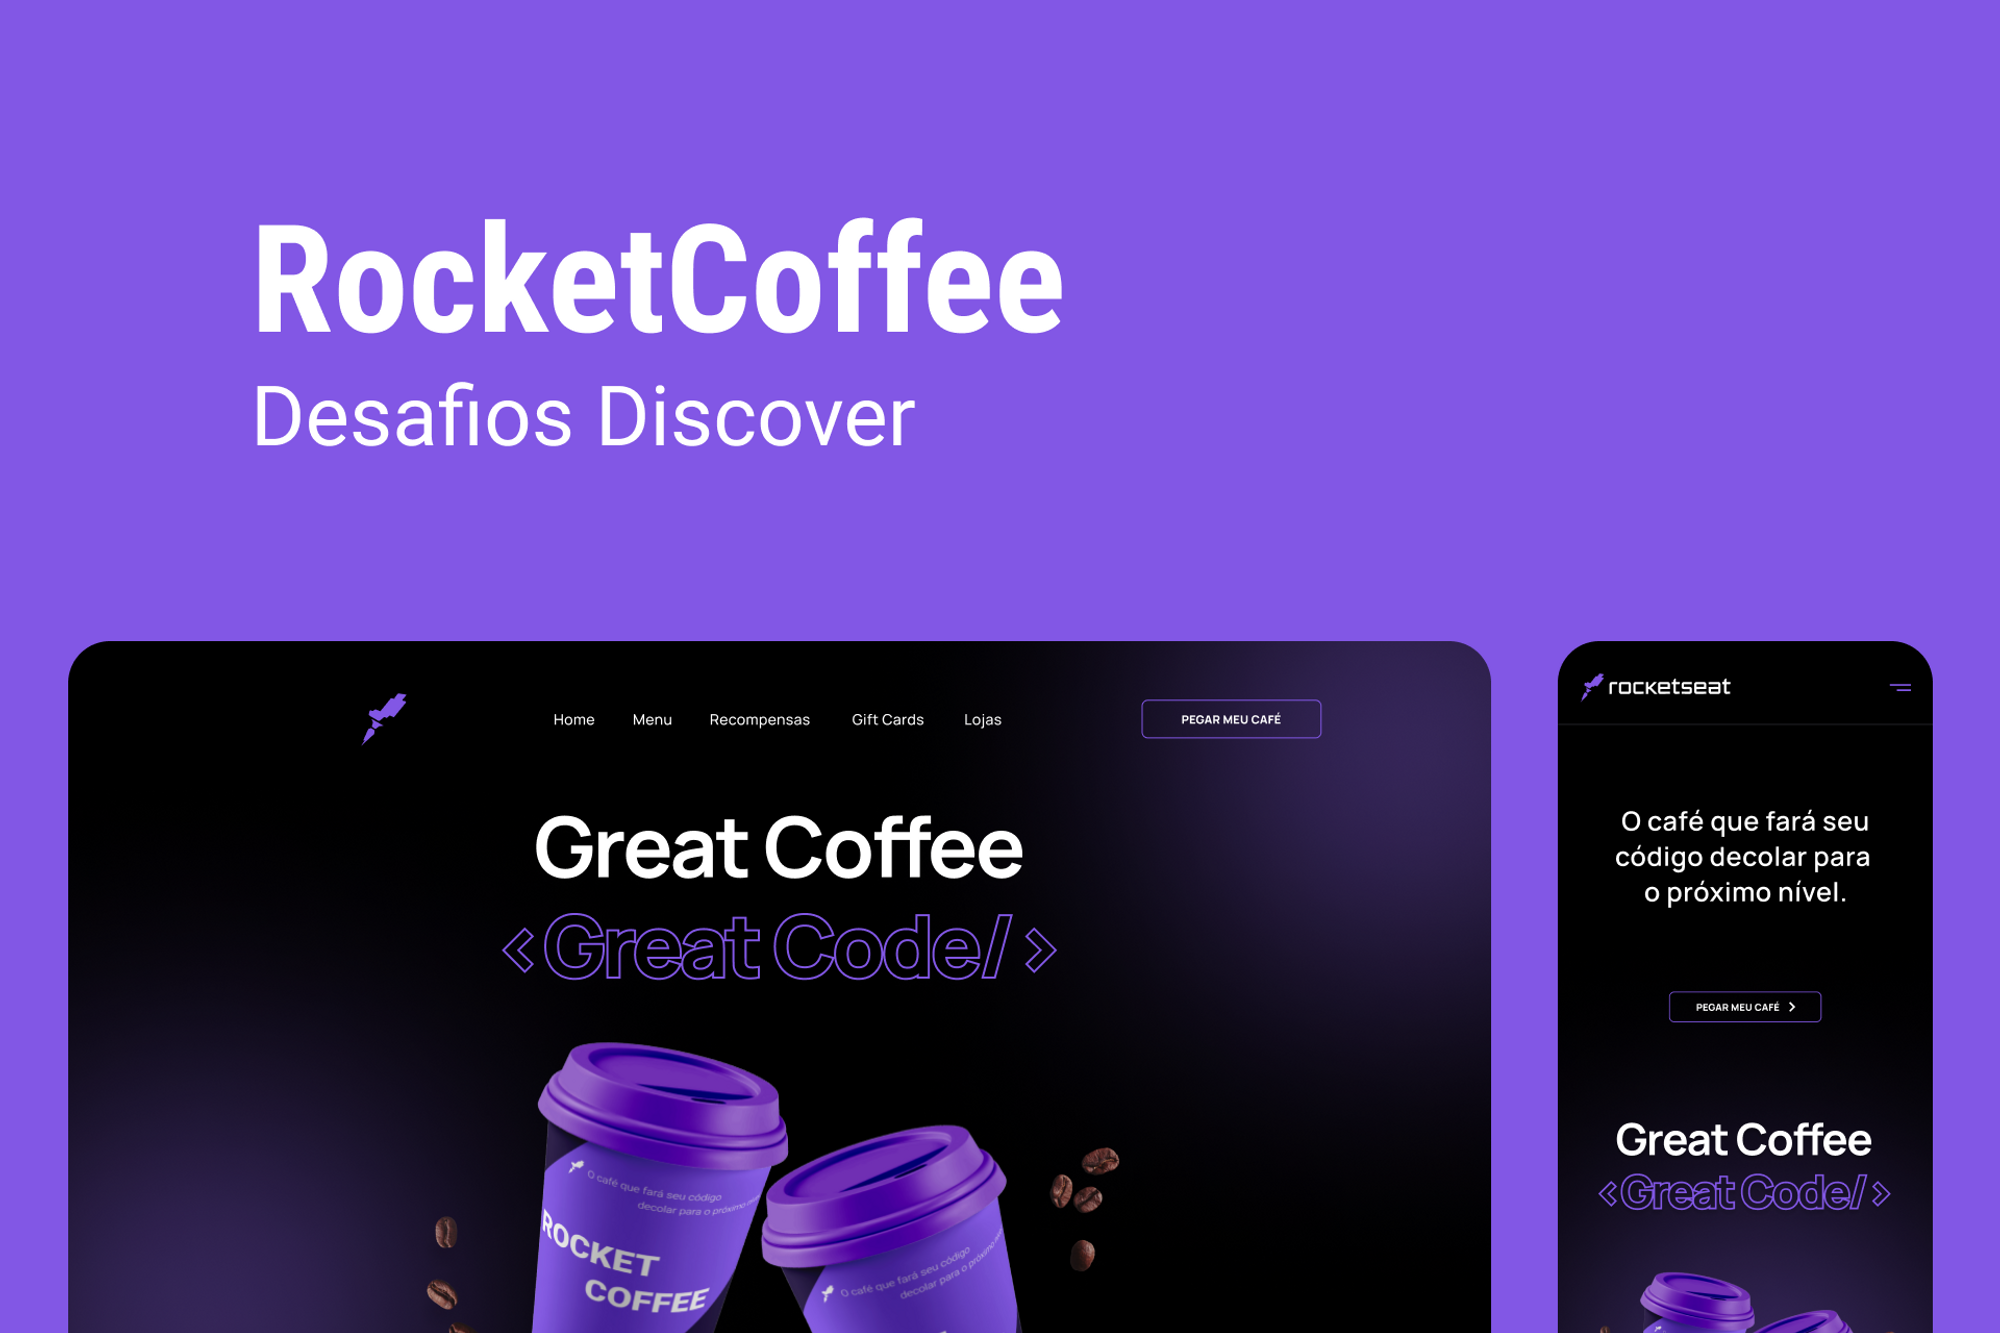 RocketCoffee
Desafios Discover
Home Menu Recompensas Gift Cards Lojas PEGAR MEU CAFÉ
Great Coffee
<Great Code/>
O café que fará seu código
decolar para o próximo
ROCKET
COFFEE
O café que fará seu código
decolar para o próximo
rocketseat
O café que fará seu
código decolar para
o próximo nível.
PEGAR MEU CAFÉ >
Great Coffee
<Great Code/>